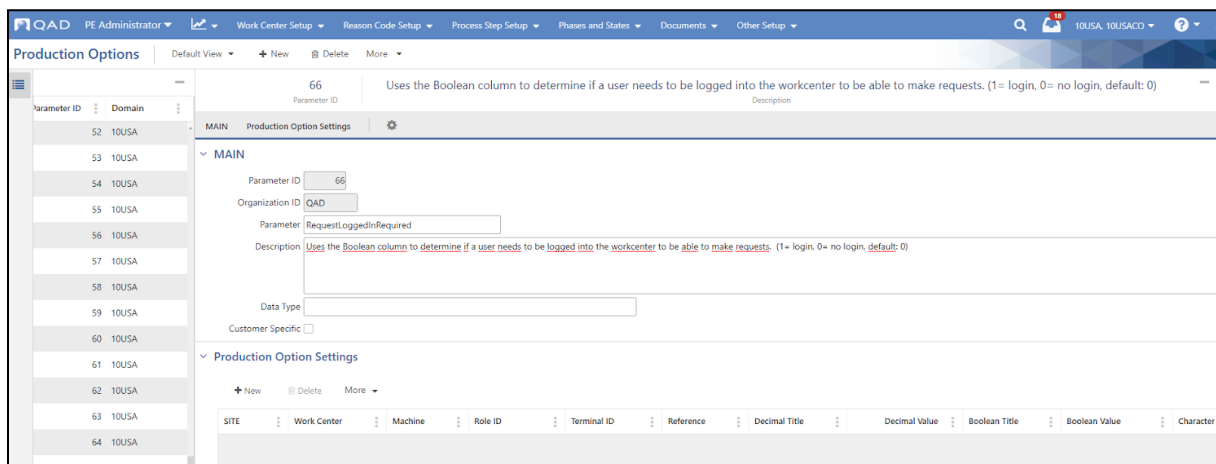 QAD PE Administrator Work Center Setup Reason Code Setup Process Step Setup Phases and States Documents Other Setup 18 10USA, 10USACO ?
Production Options Default View + New Delete More
66 Uses the Boolean column to determine if a user needs to be logged into the workcenter to be able to make requests. (1= login, 0= no login, default: 0)
Parameter ID Description
Parameter ID Domain
52 10USA
53 10USA
54 10USA
55 10USA
56 10USA
57 10USA
58 10USA
59 10USA
60 10USA
61 10USA
62 10USA
63 10USA
64 10USA
MAIN Production Option Settings
MAIN
Parameter ID 66
Organization ID QAD
Parameter RequestLoggedInRequired
Description Uses the Boolean column to determine if a user needs to be logged into the workcenter to be able to make requests. (1= login, 0= no login, default: 0)
Data Type
Customer Specific
Production Option Settings
+ New Delete More
SITE Work Center Machine Role ID Terminal ID Reference Decimal Title Decimal Value Boolean Title Boolean Value Character